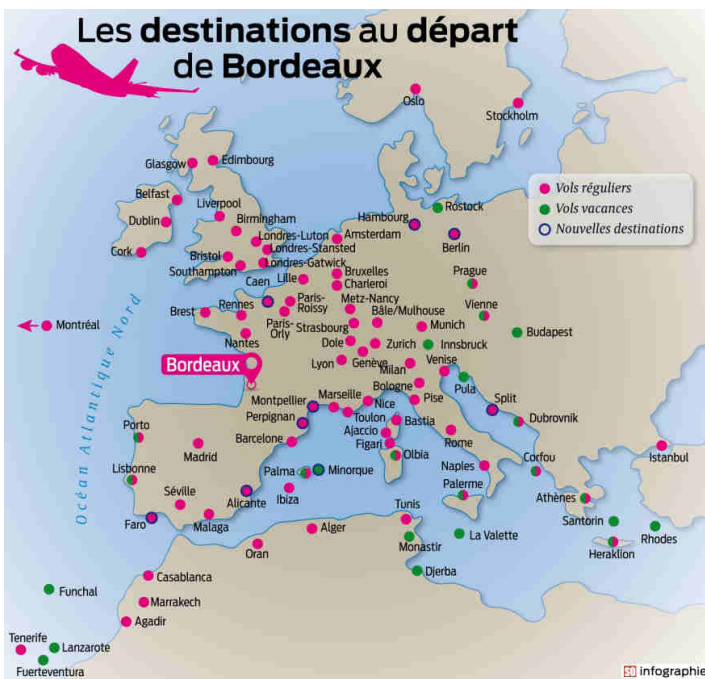 Les destinations au départ
de Bordeaux
Vols réguliers
Vols vacances
Nouvelles destinations
Oslo
Stockholm
Glasgow
Edimbourg
Belfast
Liverpool
Dublin
Birmingham
Cork
Bristol
Southampton
Londres-Luton
Londres-Stansted
Londres-Gatwick
Amsterdam
Hambourg
Rostock
Berlin
Caen
Lille
Bruxelles
Charleroi
Prague
Brest
Rennes
Paris-
Roissy
Paris-
Orly
Metz-Nancy
Strasbourg
Bâle/Mulhouse
Munich
Vienne
Budapest
Montréal
Nantes
Dole
Zurich
Innsbruck
Lyon
Genève
Milan
Venise
Bordeaux
Océan Atlantique Nord
Montpellier
Marseille
Nice
Bologne
Pise
Pula
Split
Perpignan
Toulon
Bastia
Dubrovnik
Porto
Barcelone
Ajaccio
Figari
Rome
Madrid
Olbia
Naples
Corfou
Istanbul
Lisbonne
Palma
Minorque
Séville
Ibiza
Palerme
Athènes
Faro
Malaga
Alicante
Tunis
Santorin
Alger
Oran
Monastir
La Valette
Heraklion
Rhodes
Djerba
Casablanca
Funchal
Marrakech
Agadir
Tenerife
Lanzarote
Fuerteventura
SO infographie